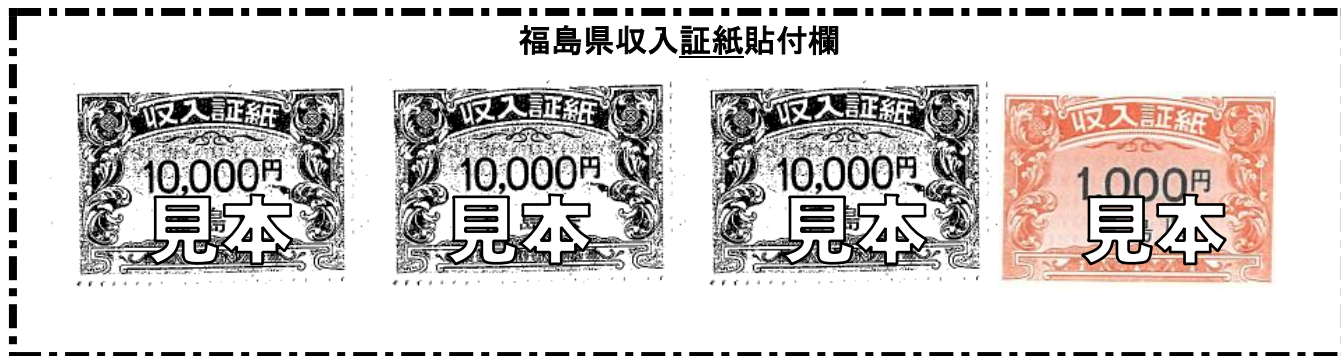 福島県収入証紙貼付欄
収入証紙 収入証紙 収入証紙 収入証紙
10,000円 10,000円 10,000円 1,000円
見本 見本 見本 見本